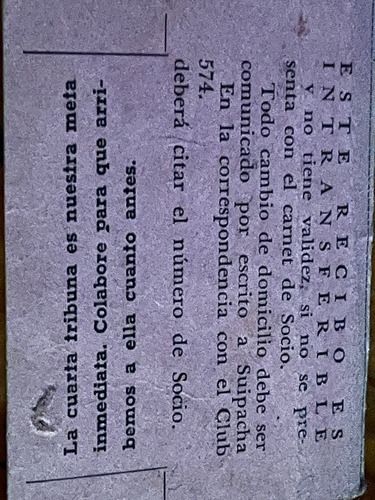 ESTE RECIBO ES
INTRANSFERIBLE
y no tiene validez, si no se pre-
senta con el carnet de Socio.
Todo cambio de domicilio debe ser
comunicado por escrito a Suipacha
574.
En la correspondencia con el Club
deberá citar el número de Socio.
La cuarta tribuna es nuestra meta
inmediata. Colabore para que arri-
bemos a ella cuanto antes.